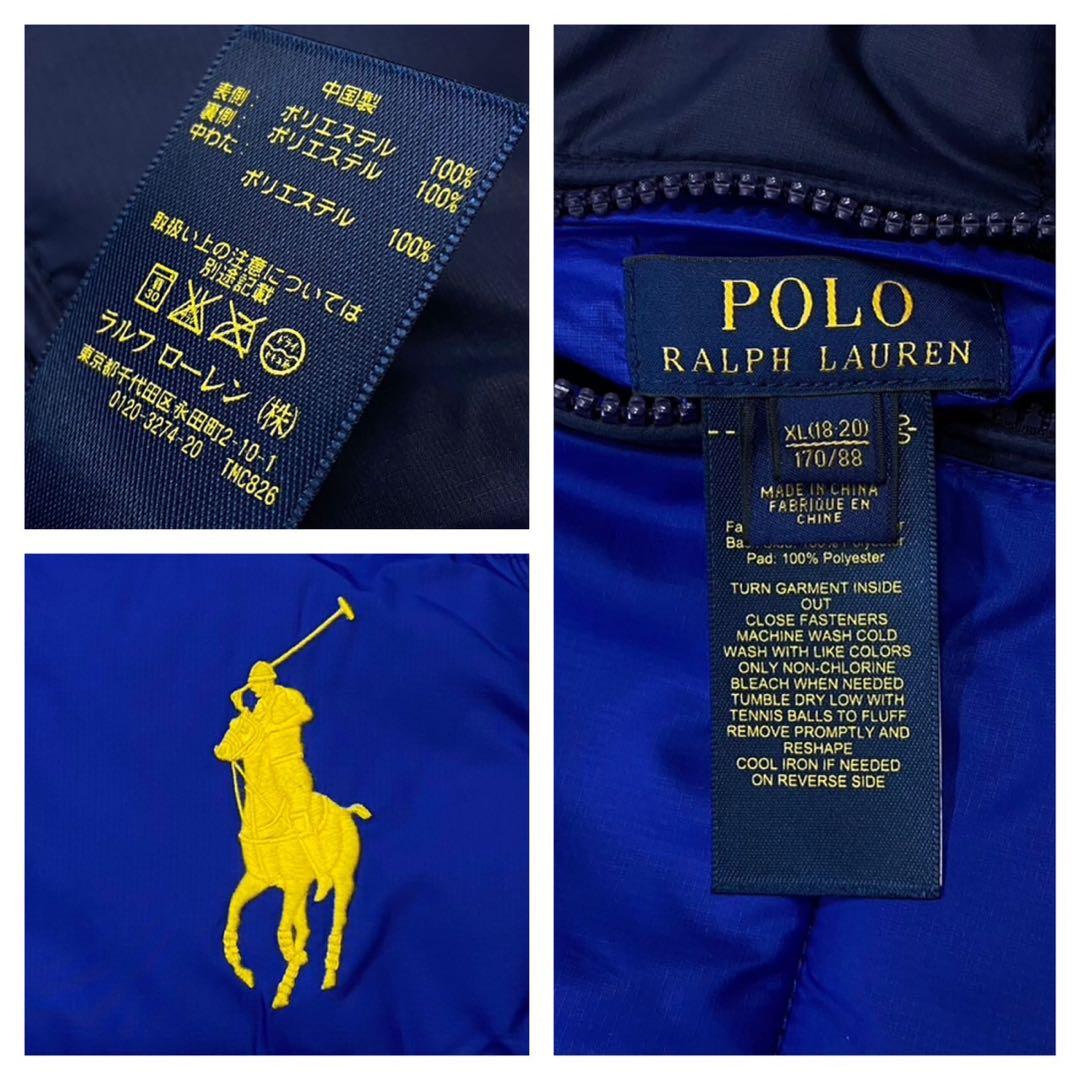 中国製
表側: ポリエステル 100%
裏側: ポリエステル 100%
中わた:
ポリエステル 100%
取扱い上の注意については
別途記載
30
ドライ
ラルフ ローレン (株)
東京都千代田区永田町2-10-1
0120-3274-20 TMC826
POLO
RALPH LAUREN
XL(18-20)
170/88
MADE IN CHINA
FABRIQUE EN
CHINE
Fa
Pad: 100% Polyester
TURN GARMENT INSIDE
OUT
CLOSE FASTENERS
MACHINE WASH COLD
WASH WITH LIKE COLORS
ONLY NON-CHLORINE
BLEACH WHEN NEEDED
TUMBLE DRY LOW WITH
TENNIS BALLS TO FLUFF
REMOVE PROMPTLY AND
RESHAPE
COOL IRON IF NEEDED
ON REVERSE SIDE